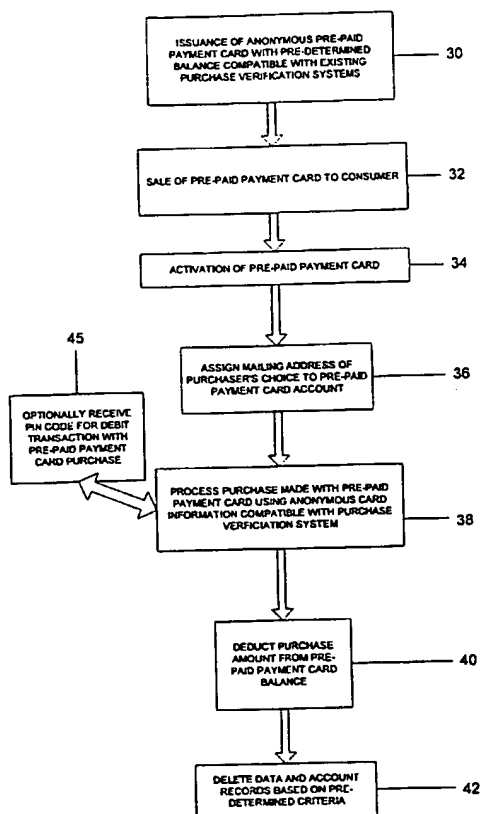 ISSUANCE OF ANONYMOUS PRE-PAID
PAYMENT CARD WITH PRE-DETERMINED
BALANCE COMPATIBLE WITH EXISTING
PURCHASE VERIFICATION SYSTEMS
30
SALE OF PRE-PAID PAYMENT CARD TO CONSUMER
32
ACTIVATION OF PRE-PAID PAYMENT CARD
34
ASSIGN MAILING ADDRESS OF
PURCHASER'S CHOICE TO PRE-PAID
PAYMENT CARD ACCOUNT
36
45
OPTIONALLY RECEIVE
PIN CODE FOR DEBIT
TRANSACTION WITH
PRE-PAID PAYMENT
CARD PURCHASE
PROCESS PURCHASE MADE WITH PRE-PAID
PAYMENT CARD USING ANONYMOUS CARD
INFORMATION COMPATIBLE WITH PURCHASE
VERFICIATION SYSTEM
38
DEDUCT PURCHASE
AMOUNT FROM PRE-
PAID PAYMENT CARD
BALANCE
40
DELETE DATA AND ACCOUNT
RECORDS BASED ON PRE-
DETERMINED CRITERIA
42